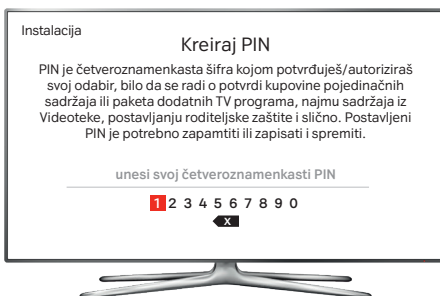 Instalacija
Kreiraj PIN
PIN je četveroznamenkasta šifra kojom potvrđuješ/autoriziraš
svoj odabir, bilo da se radi o potvrdi kupovine pojedinačnih
sadržaja ili paketa dodatnih TV programa, najmu sadržaja iz
Videoteke, postavljanju roditeljske zaštite i slično. Postavljeni
PIN je potrebno zapamtiti ili zapisati i spremiti.
unesi svoj četveroznamenkasti PIN
1 2 3 4 5 6 7 8 9 0
X